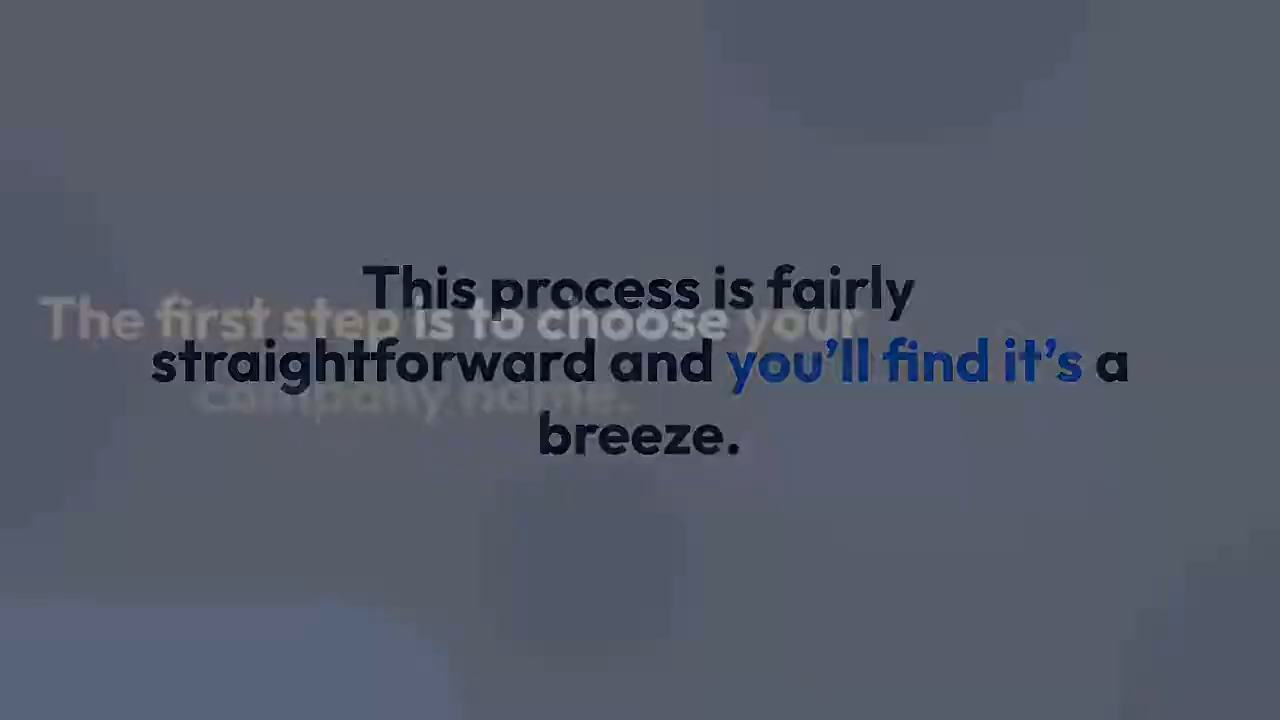 This process is fairly
straightforward and you'll find it's a
breeze.
The first step is to choose your
company name.